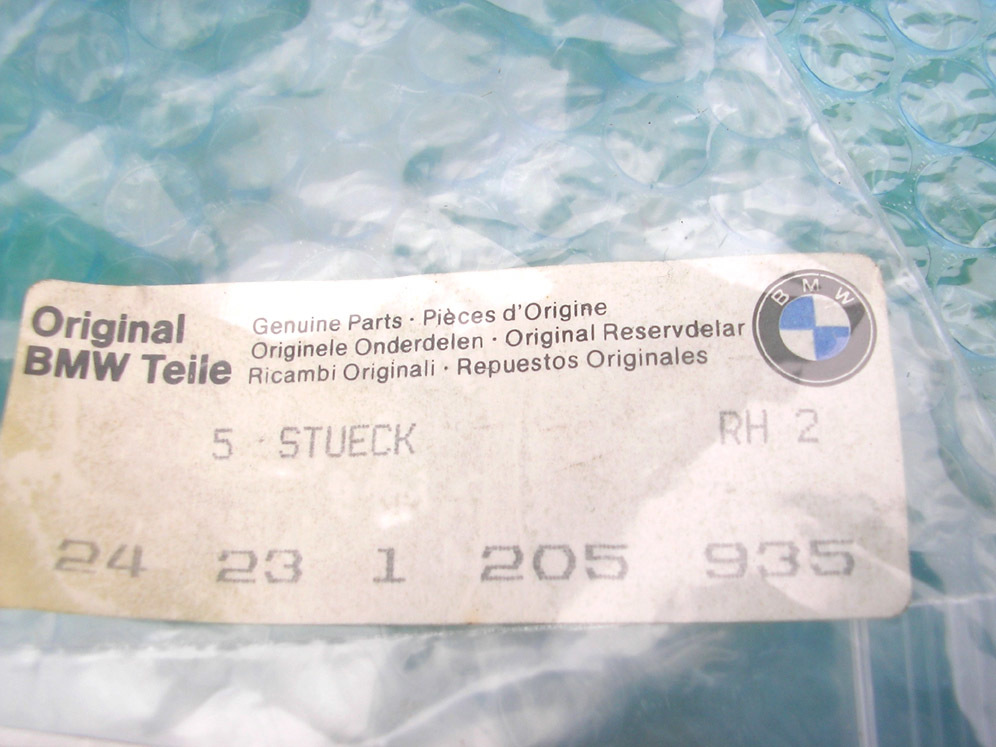 Original
BMW Teile
Genuine Parts · Pièces d'Origine
Originele Onderdelen · Original Reservdelar
Ricambi Originali · Repuestos Originales
BMW
5 STUECK RH 2
24 23 1 205 935